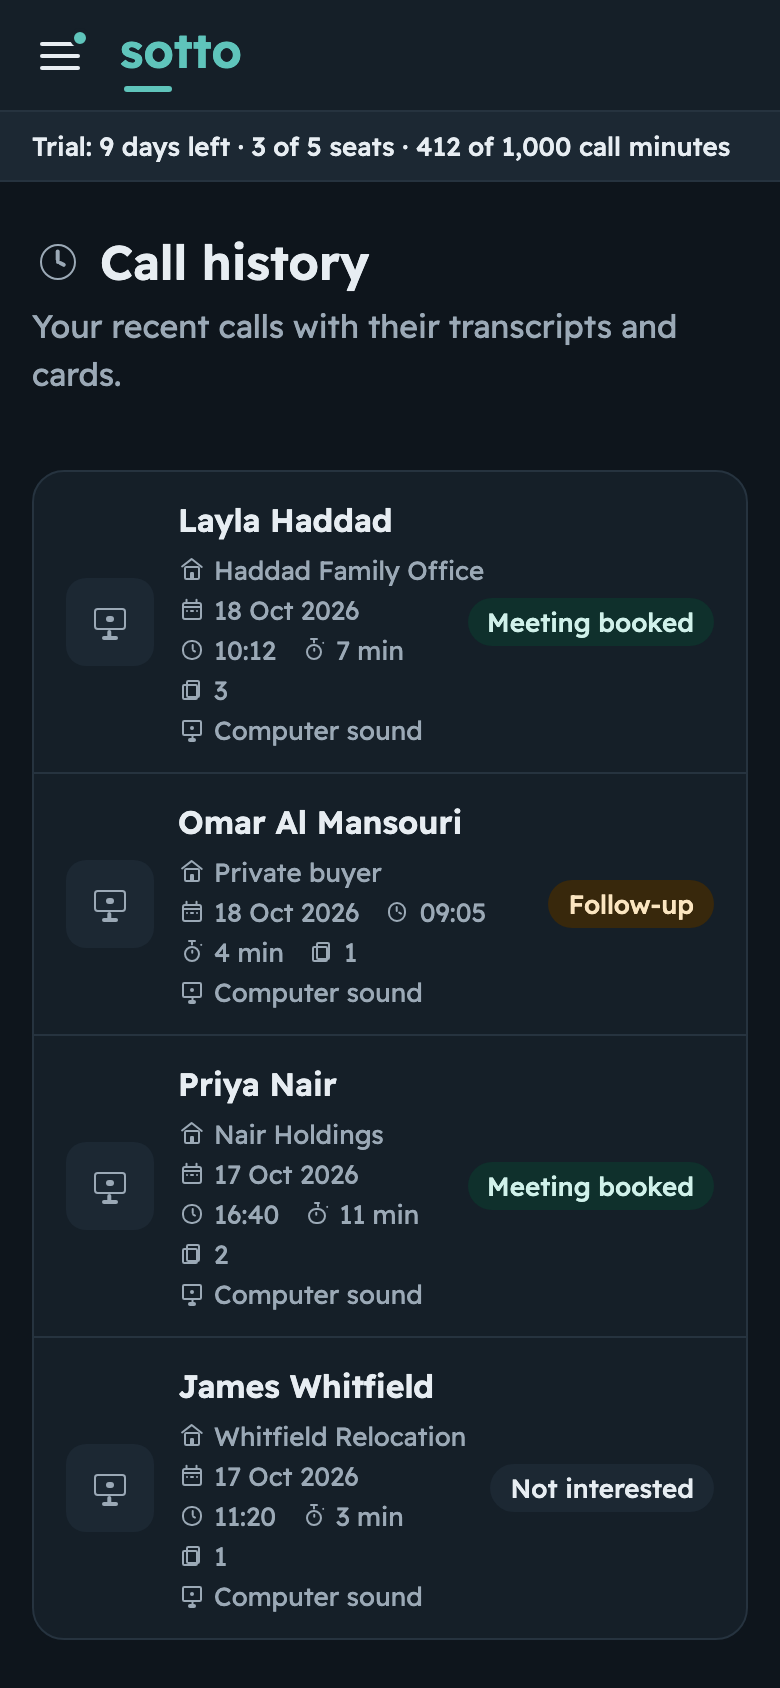 sotto
Trial: 9 days left · 3 of 5 seats · 412 of 1,000 call minutes
Call history
Your recent calls with their transcripts and
cards.
Layla Haddad
Haddad Family Office
18 Oct 2026
10:12 7 min
3
Computer sound
Meeting booked
Omar Al Mansouri
Private buyer
18 Oct 2026 09:05
4 min 1
Computer sound
Follow-up
Priya Nair
Nair Holdings
17 Oct 2026
16:40 11 min
2
Computer sound
Meeting booked
James Whitfield
Whitfield Relocation
17 Oct 2026
11:20 3 min
1
Computer sound
Not interested